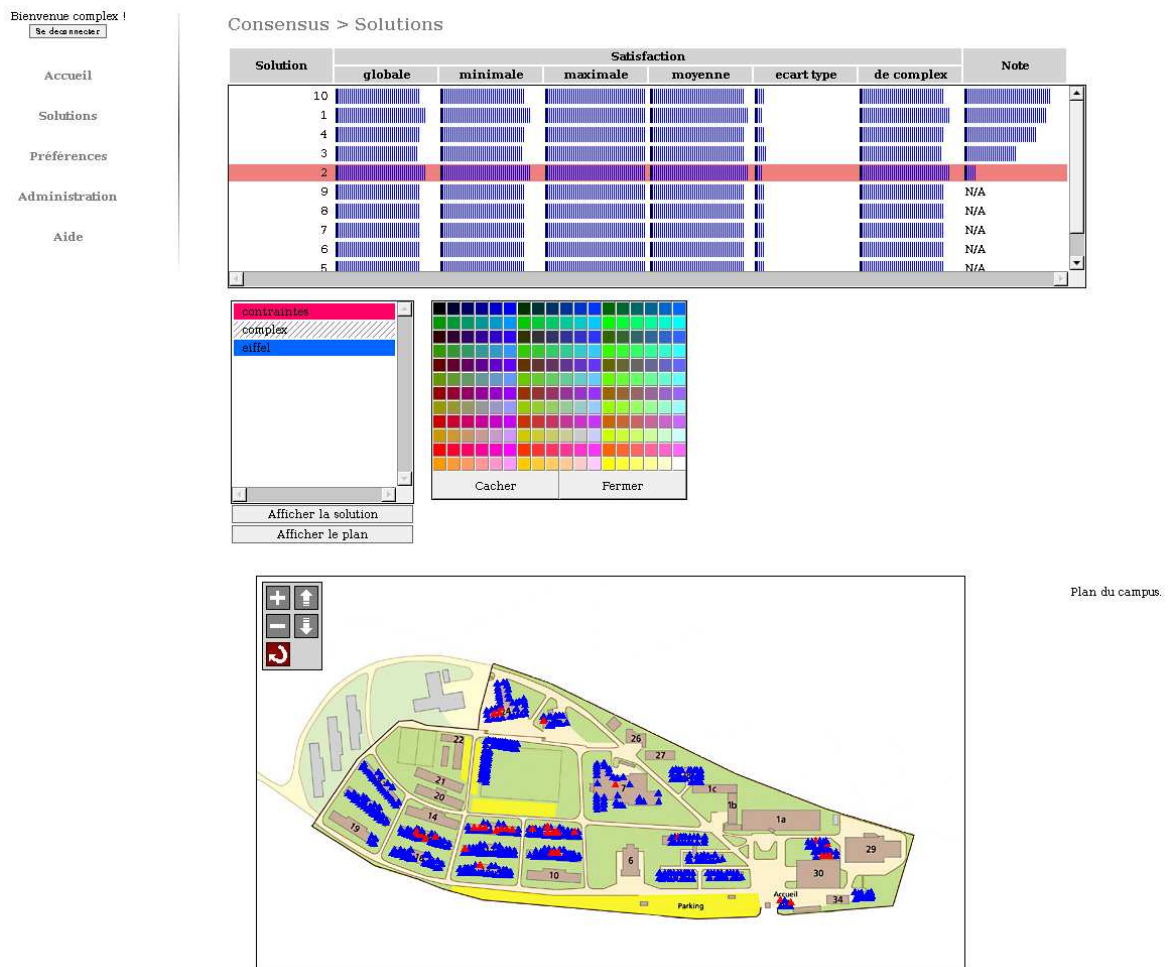 Bienvenue complex !
Se deconnecter
Accueil
Solutions
Préférences
Administration
Aide
Consensus > Solutions
Solution Satisfaction Note
globale minimale maximale moyenne ecart type de complex
10
1
4
3
2
9 N/A
8 N/A
7 N/A
6 N/A
5 N/A
contraintes
complex
eiffel
Cacher Fermer
Afficher la solution
Afficher le plan
Plan du campus.
26
22
27
21
7
1c
20
1b
14
1a
19
29
6
10
30
Accueil
34
Parking